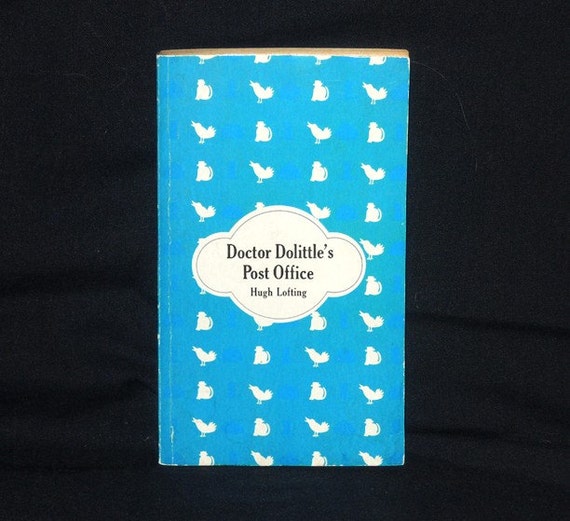 Doctor Dolittle's
Post Office
Hugh Lofting